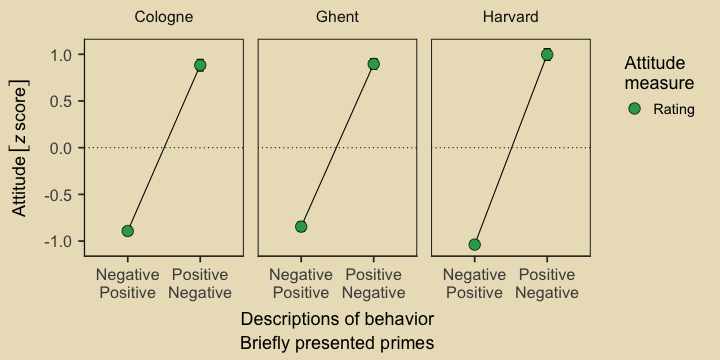 Cologne Ghent Harvard
Attitude [ z score]
1.0
0.5
0.0
-0.5
-1.0
Negative Positive Negative Positive Negative Positive
Positive Negative Positive Negative Positive Negative
Descriptions of behavior
Briefly presented primes
Attitude
measure
Rating